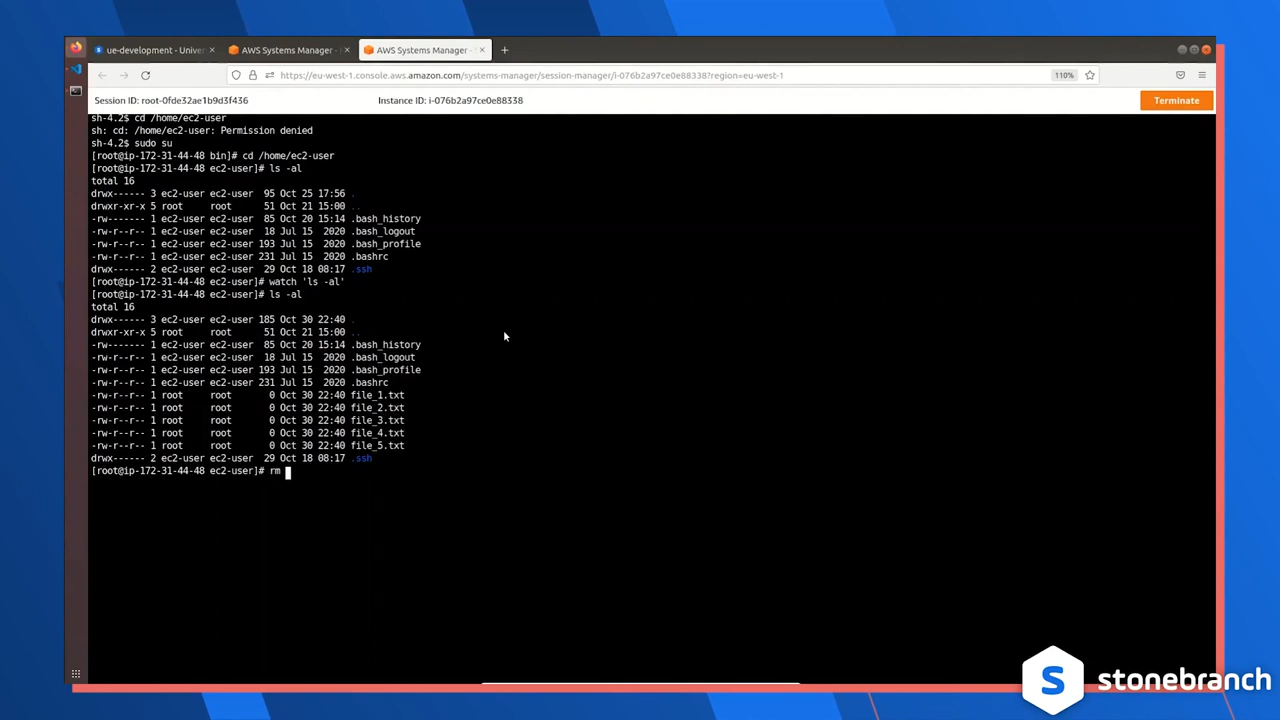 ue-development - Univer
AWS Systems Manager -
AWS Systems Manager -
https://eu-west-1.console.aws.amazon.com/systems-manager/session-manager/i-076b2a97ce0e88338?region=eu-west-1
110%
Session ID: root-0fde32ae1b9d3f436
Instance ID: i-076b2a97ce0e88338
Terminate
sh-4.2$ cd /home/ec2-user
sh: cd: /home/ec2-user: Permission denied
sh-4.2$ sudo su
[root@ip-172-31-44-48 bin]# cd /home/ec2-user
[root@ip-172-31-44-48 ec2-user]# ls -al
total 16
drwx------ 3 ec2-user ec2-user  95 Oct 25 17:56 .
drwxr-xr-x 5 root     root      51 Oct 21 15:00 ..
-rw------- 1 ec2-user ec2-user  85 Oct 20 15:14 .bash_history
-rw-r--r-- 1 ec2-user ec2-user  18 Jul 15  2020 .bash_logout
-rw-r--r-- 1 ec2-user ec2-user 193 Jul 15  2020 .bash_profile
-rw-r--r-- 1 ec2-user ec2-user 231 Jul 15  2020 .bashrc
drwx------ 2 ec2-user ec2-user  29 Oct 18 08:17 .ssh
[root@ip-172-31-44-48 ec2-user]# watch 'ls -al'
[root@ip-172-31-44-48 ec2-user]# ls -al
total 16
drwx------ 3 ec2-user ec2-user 185 Oct 30 22:40 .
drwxr-xr-x 5 root     root      51 Oct 21 15:00 ..
-rw------- 1 ec2-user ec2-user  85 Oct 20 15:14 .bash_history
-rw-r--r-- 1 ec2-user ec2-user  18 Jul 15  2020 .bash_logout
-rw-r--r-- 1 ec2-user ec2-user 193 Jul 15  2020 .bash_profile
-rw-r--r-- 1 ec2-user ec2-user 231 Jul 15  2020 .bashrc
-rw-r--r-- 1 root     root       0 Oct 30 22:40 file_1.txt
-rw-r--r-- 1 root     root       0 Oct 30 22:40 file_2.txt
-rw-r--r-- 1 root     root       0 Oct 30 22:40 file_3.txt
-rw-r--r-- 1 root     root       0 Oct 30 22:40 file_4.txt
-rw-r--r-- 1 root     root       0 Oct 30 22:40 file_5.txt
drwx------ 2 ec2-user ec2-user  29 Oct 18 08:17 .ssh
[root@ip-172-31-44-48 ec2-user]# rm
S stonebranch